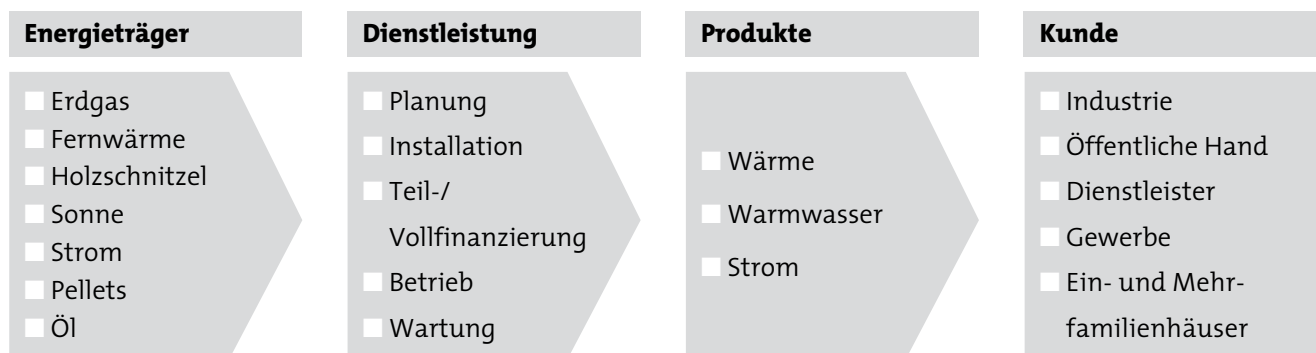 Energieträger
Erdgas
Fernwärme
Holzschnitzel
Sonne
Strom
Pellets
Öl
Dienstleistung
Planung
Installation
Teil-/
Vollfinanzierung
Betrieb
Wartung
Produkte
Wärme
Warmwasser
Strom
Kunde
Industrie
Öffentliche Hand
Dienstleister
Gewerbe
Ein- und Mehr-
familienhäuser